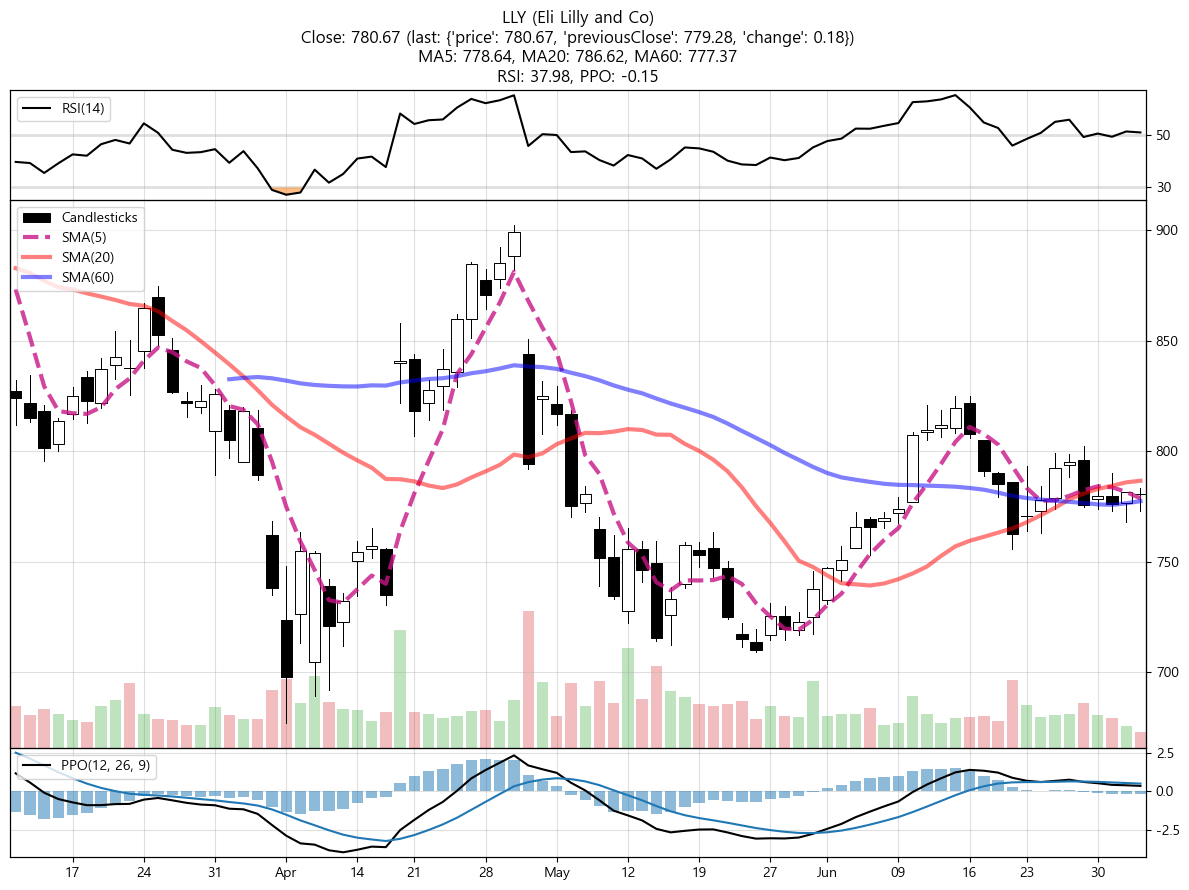 LLY (Eli Lilly and Co)
Close: 780.67 (last: {'price': 780.67, 'previousClose': 779.28, 'change': 0.18})
MA5: 778.64, MA20: 786.62, MA60: 777.37
RSI: 37.98, PPO: -0.15
RSI(14)
50
30
Candlesticks
SMA(5)
SMA(20)
SMA(60)
900
850
800
750
700
PPO(12, 26, 9)
2.5
0.0
-2.5
17 24 31 Apr 14 21 28 May 12 19 27 Jun 09 16 23 30